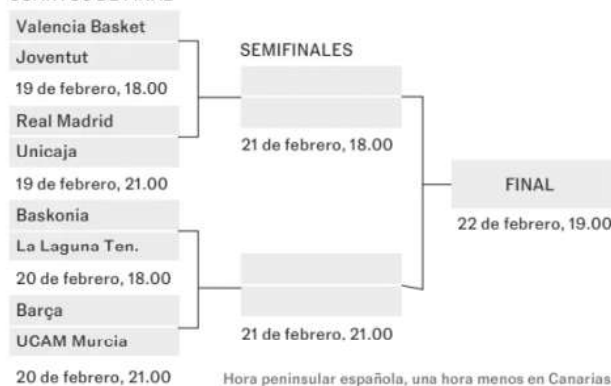 Valencia Basket
Joventut
19 de febrero, 18.00
Real Madrid
Unicaja
19 de febrero, 21.00
Baskonia
La Laguna Ten.
20 de febrero, 18.00
Barça
UCAM Murcia
20 de febrero, 21.00
SEMIFINALES
21 de febrero, 18.00
21 de febrero, 21.00
FINAL
22 de febrero, 19.00
Hora peninsular española, una hora menos en Canarias